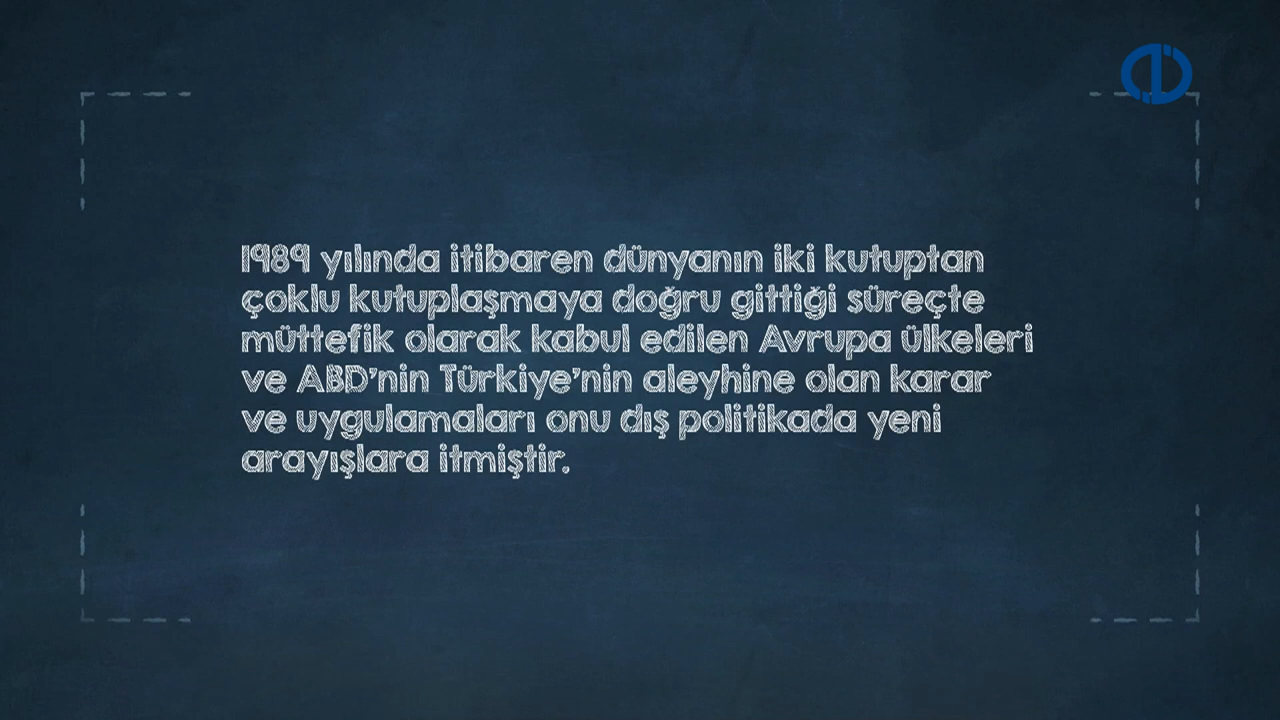 1989 yılında itibaren dünyanın iki kutuptan
çoklu kutuplaşmaya doğru gittiği süreçte
müttefik olarak kabul edilen Avrupa ülkeleri
ve ABD'nin Türkiye'nin aleyhine olan karar
ve uygulamaları onu dış politikada yeni
arayışlara itmiştir.